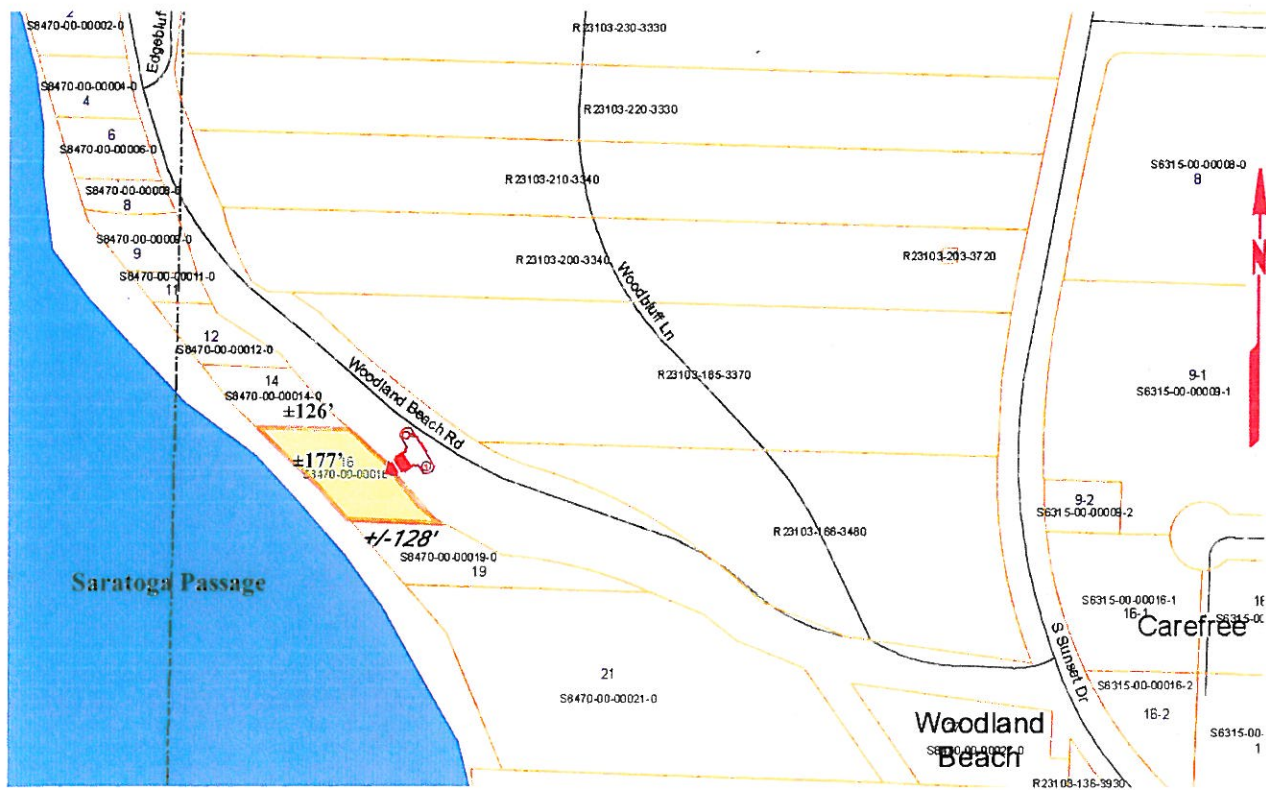 2
S8470-00-00002-0
S8470-00-00004-0
4
6
S8470-00-00006-0
S8470-00-00008-0
8
9
S8470-00-00011-0
11
12
S8470-00-00012-0
14
S8470-00-00014-0
±126'
±177'
16
+/-128'
S8470-00-00019-0
19
21
S8470-00-00021-0
Saratoga Passage
Woodland Beach Rd
Woodbluff Ln
R23103-230-3330
R23103-220-3330
R23103-210-3340
R23103-200-3340
R23103-203-3720
R23103-185-3370
R23103-166-3480
S6315-00-00008-0
8
N
9-1
S6315-00-00009-1
9-2
S6315-00-00009-2
S6315-00-00016-1
16-1
Carefree
S Sunset Dr
S6315-00-00016-2
16-2
S6315-00-
Woodland
Beach
R23103-136-3930